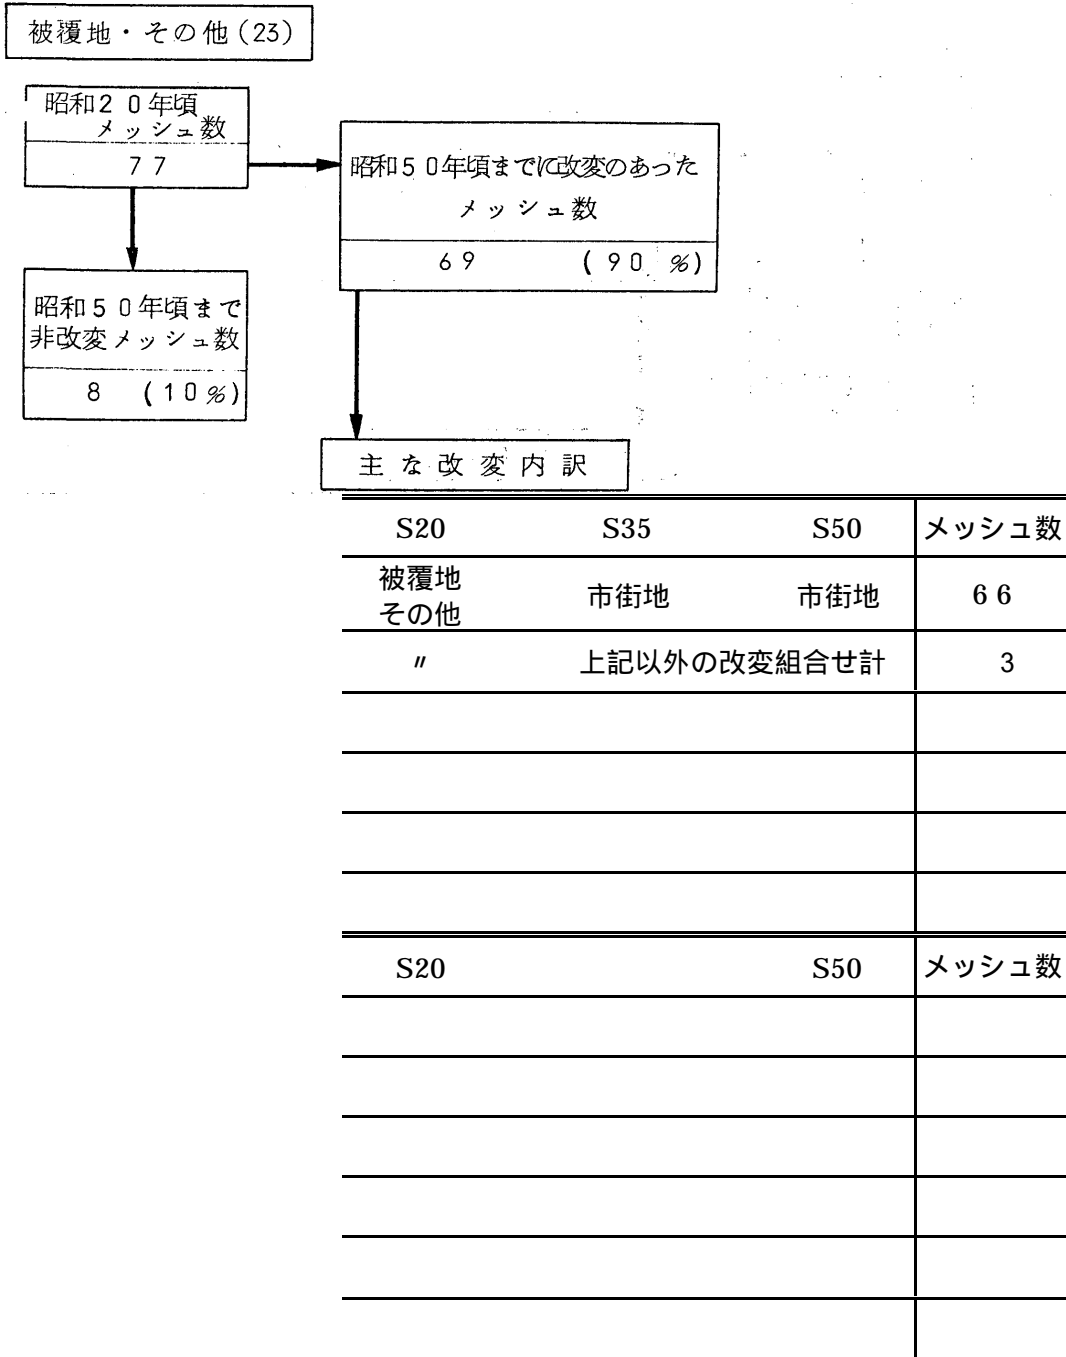 被覆地・その他(23)
昭和20年頃
メッシュ数
77
昭和50年頃までに改変のあった
メッシュ数
69 (90 %)
昭和50年頃まで
非改変メッシュ数
8 (10%)
主な改変内訳
S20 S35 S50 メッシュ数
被覆地
その他 市街地 市街地 66
〃 上記以外の改変組合せ計 3
S20 S50 メッシュ数